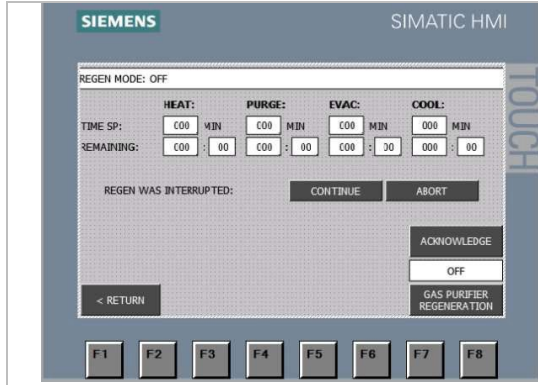 SIEMENS SIMATIC HMI
TOUCH
REGEN MODE: OFF
HEAT: PURGE: EVAC: COOL:
TIME SP: 000 MIN 000 MIN 000 MIN 000 MIN
REMAINING: 000 : 00 000 : 00 000 : 00 000 : 00
REGEN WAS INTERRUPTED: CONTINUE ABORT
ACKNOWLEDGE
OFF
< RETURN
GAS PURIFIER
REGENERATION
F1 F2 F3 F4 F5 F6 F7 F8